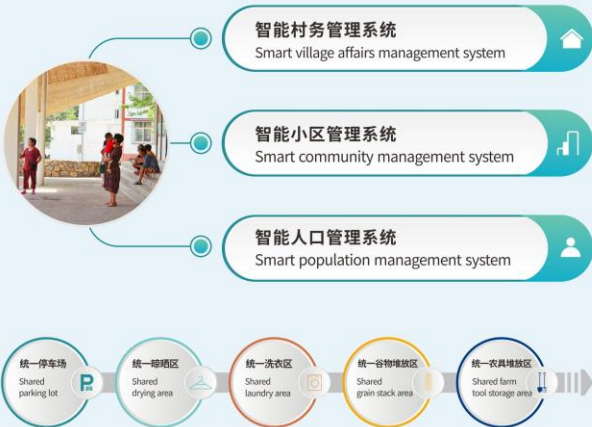 智能村务管理系统
Smart village affairs management system
智能小区管理系统
Smart community management system
智能人口管理系统
Smart population management system
统一停车场
Shared
parking lot
P
统一晾晒区
Shared
drying area
统一洗衣区
Shared
laundry area
统一谷物堆放区
Shared
grain stack area
统一农具堆放区
Shared farm
tool storage area